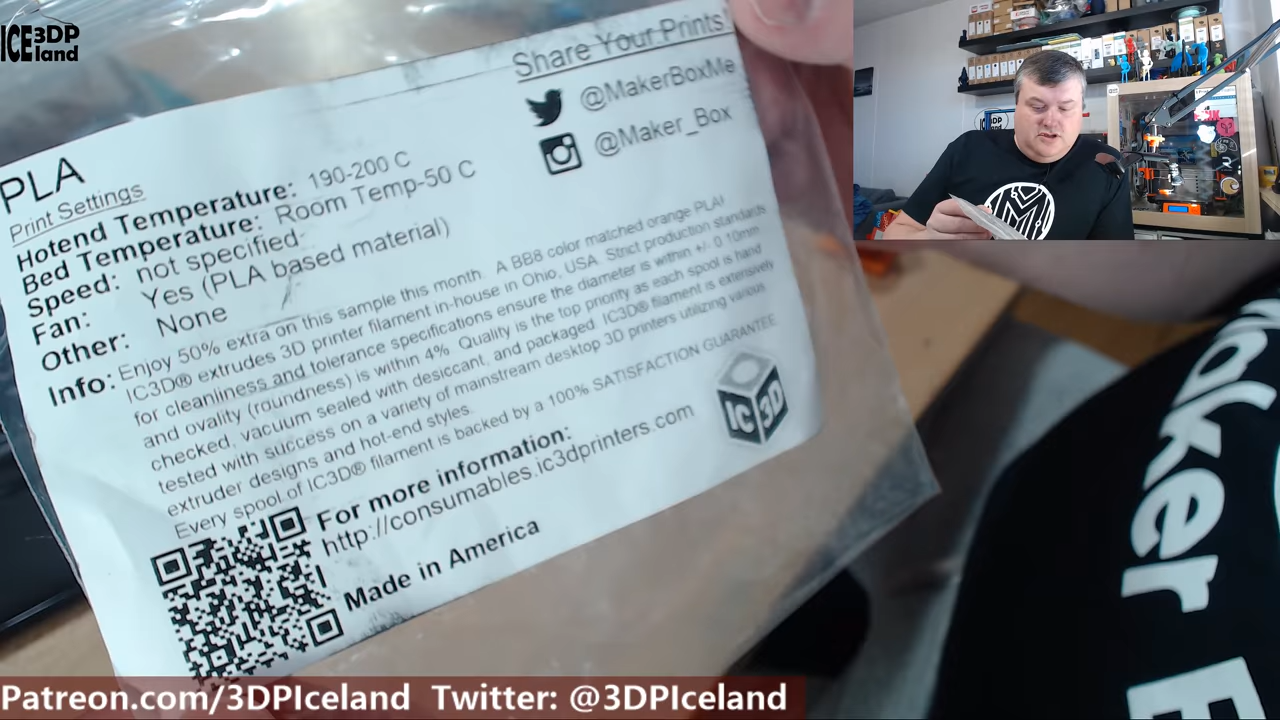 ICE 3DP land
Share Your Prints
@MakerBoxMe
@Maker_Box
PLA
Print Settings
Hotend Temperature: 190-200 C
Bed Temperature: Room Temp-50 C
Speed: not specified
Fan: Yes (PLA based material)
Other: None
Info: Enjoy 50% extra on this sample this month. A BB8 color matched orange PLA!
IC3D® extrudes 3D printer filament in-house in Ohio, USA. Strict production standards
for cleanliness and tolerance specifications ensure the diameter is within +/- 0.10mm
and ovality (roundness) is within 4%. Quality is the top priority as each spool is hand
checked, vacuum sealed with desiccant, and packaged. IC3D® filament is extensively
tested with success on a variety of mainstream desktop 3D printers utilizing various
extruder designs and hot-end styles.
Every spool of IC3D® filament is backed by a 100% SATISFACTION GUARANTEE
IC3D
For more information:
http://consumables.ic3dprinters.com
Made in America
Maker
Patreon.com/3DPIceland Twitter: @3DPIceland